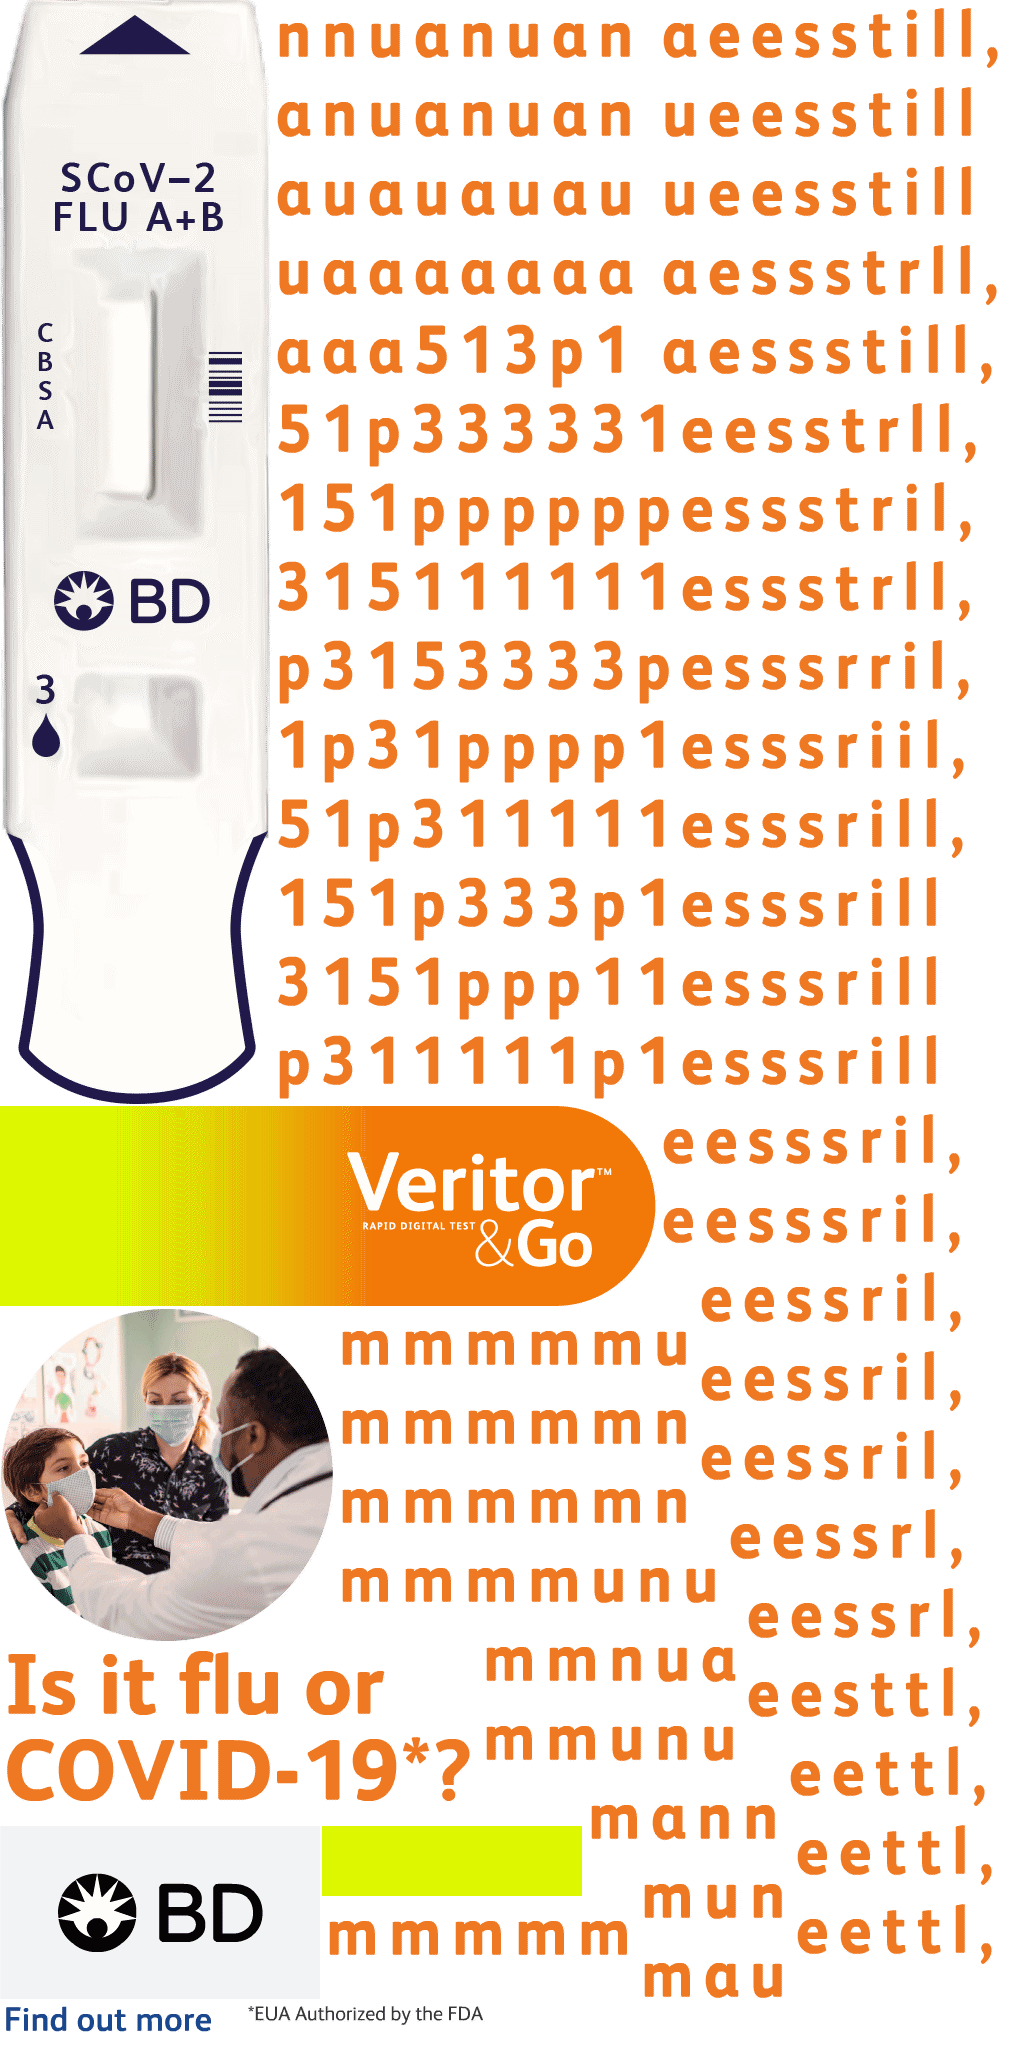 nnuanuan aeesstill,
anuanuan ueesstill
auauauau ueesstill
uaaaaaaa aessstrll,
aaa513p1 aessstill,
51p333331eesstrll,
151ppppppessstril,
315111111essstrll,
p3153333pesssrril,
1p31pppp1esssriil,
51p311111esssrill,
151p333p1esssrill
3151ppp11esssrill
p311111p1esssrill
SCoV-2
FLU A+B
C
B
S
A
BD
3
Veritor™
RAPID DIGITAL TEST
&Go
eesssril,
eesssril,
eessril,
eessril,
eessril,
eessrl,
eessrl,
eesttl,
eettl,
eettl,
eettl,
mmmmmu
mmmmmn
mmmmmn
mmmmunu
mmnua
mmunu
mann
mun
mau
Is it flu or
COVID-19*?
BD
mmmmm
Find out more
*EUA Authorized by the FDA